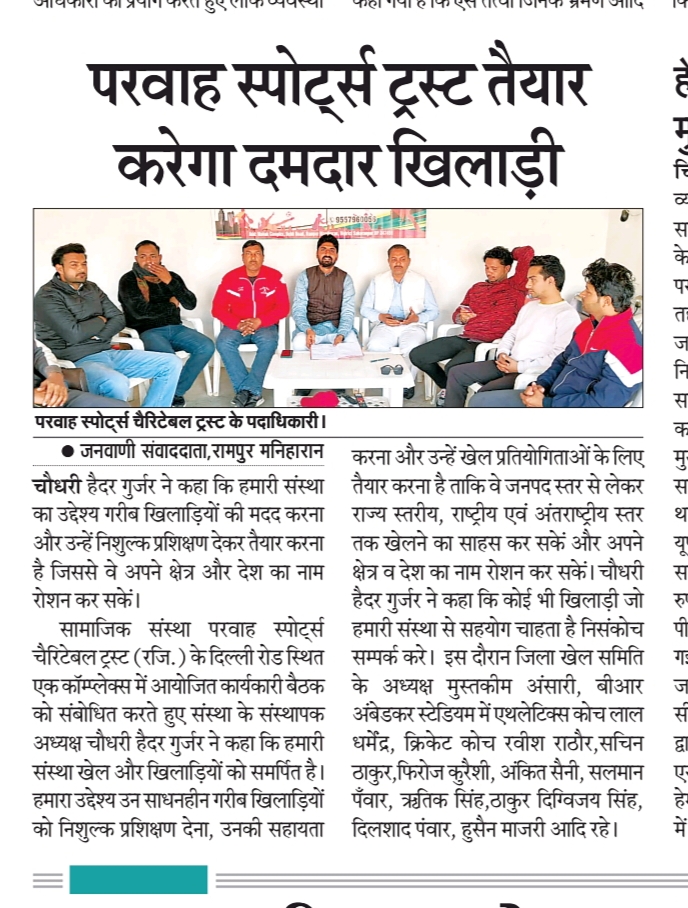 परवाह स्पोर्ट्स ट्रस्ट तैयार
करेगा दमदार खिलाड़ी
9557960059
परवाह स्पोर्ट्स चैरिटेबल ट्रस्ट के पदाधिकारी।
● जनवाणी संवाददाता,रामपुर मनिहारान
चौधरी हैदर गुर्जर ने कहा कि हमारी संस्था
का उद्देश्य गरीब खिलाड़ियों की मदद करना
और उन्हें निशुल्क प्रशिक्षण देकर तैयार करना
है जिससे वे अपने क्षेत्र और देश का नाम
रोशन कर सकें।
सामाजिक संस्था परवाह स्पोर्ट्स
चैरिटेबल ट्रस्ट (रजि.) के दिल्ली रोड स्थित
एक कॉम्प्लेक्स में आयोजित कार्यकारी बैठक
को संबोधित करते हुए संस्था के संस्थापक
अध्यक्ष चौधरी हैदर गुर्जर ने कहा कि हमारी
संस्था खेल और खिलाड़ियों को समर्पित है।
हमारा उद्देश्य उन साधनहीन गरीब खिलाड़ियों
को निशुल्क प्रशिक्षण देना, उनकी सहायता
करना और उन्हें खेल प्रतियोगिताओं के लिए
तैयार करना है ताकि वे जनपद स्तर से लेकर
राज्य स्तरीय, राष्ट्रीय एवं अंतराष्ट्रीय स्तर
तक खेलने का साहस कर सकें और अपने
क्षेत्र व देश का नाम रोशन कर सकें। चौधरी
हैदर गुर्जर ने कहा कि कोई भी खिलाड़ी जो
हमारी संस्था से सहयोग चाहता है निसंकोच
सम्पर्क करे। इस दौरान जिला खेल समिति
के अध्यक्ष मुस्तकीम अंसारी, बीआर
अंबेडकर स्टेडियम में एथलेटिक्स कोच लाल
धर्मेंद्र, क्रिकेट कोच रवीश राठौर,सचिन
ठाकुर,फिरोज कुरैशी, अंकित सैनी, सलमान
पँवार, ऋतिक सिंह,ठाकुर दिग्विजय सिंह,
दिलशाद पंवार, हुसैन माजरी आदि रहे।